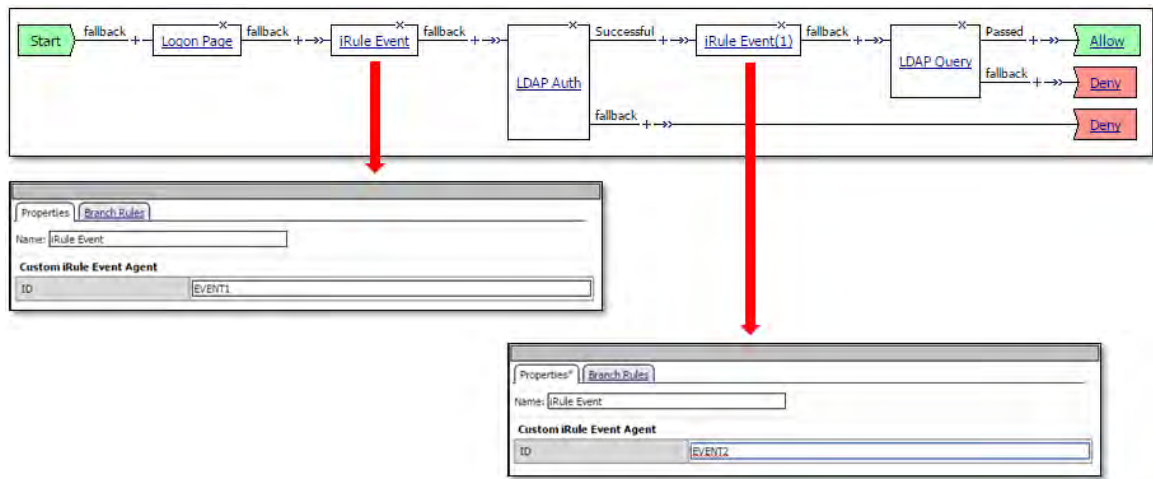 Start fallback + Logon Page fallback + iRule Event fallback + LDAP Auth Successful + iRule Event(1) fallback + LDAP Query Passed + Allow
fallback + Deny
fallback + Deny
Properties Branch Rules
Name: iRule Event
Custom iRule Event Agent
ID EVENT1
Properties* Branch Rules
Name: iRule Event
Custom iRule Event Agent
ID EVENT2